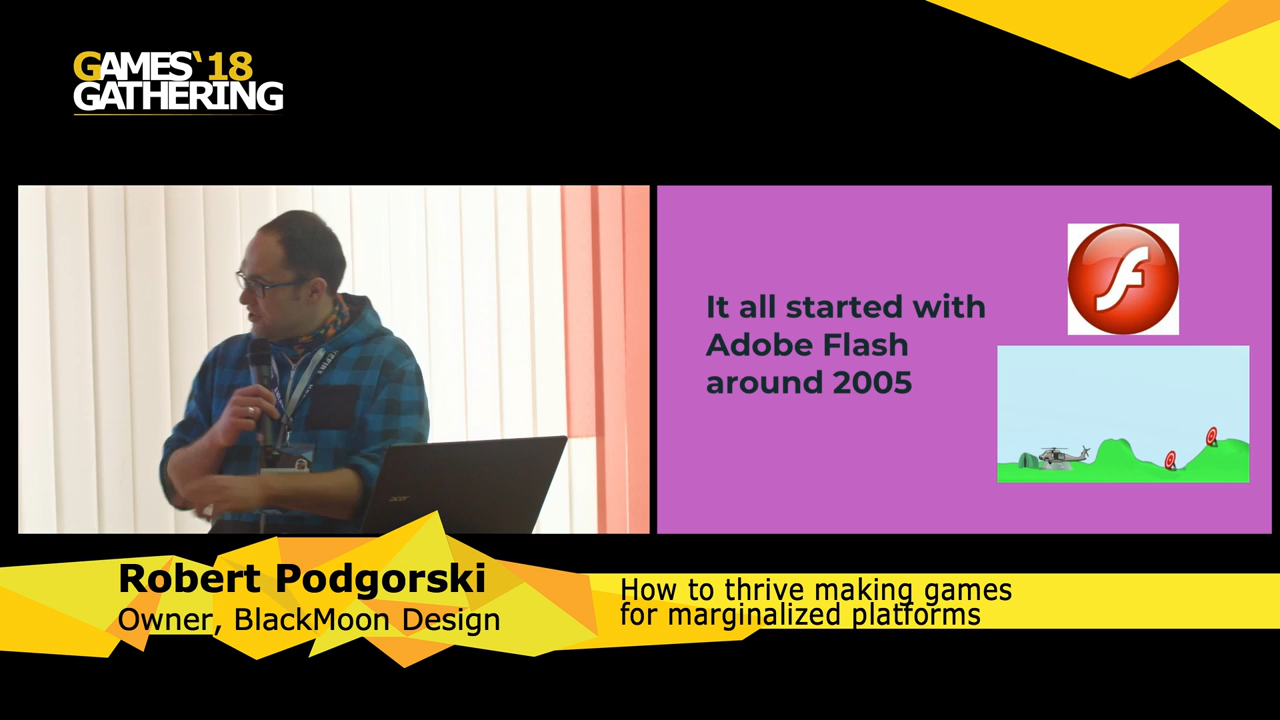 GAMES‘18
GATHERING
It all started with
Adobe Flash
around 2005
acer
Robert Podgorski
Owner, BlackMoon Design
How to thrive making games
for marginalized platforms